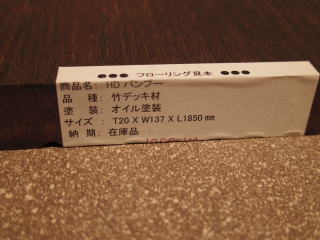 ●●● フローリング見本 ●●●
商品名: HDバンブー
品　種: 竹デッキ材
塗　装: オイル塗装
サイズ : T20 X W137 X L1850㎜
納　期: 在庫品